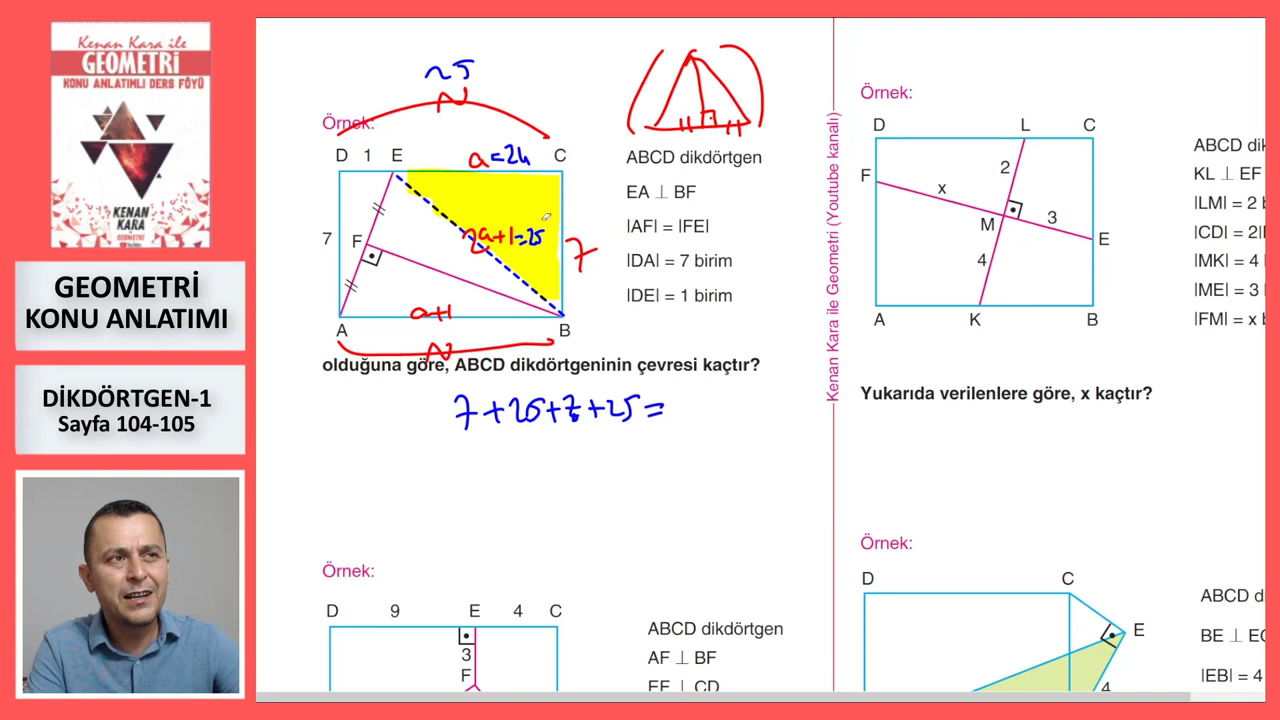 Kenan Kara ile
GEOMETRİ
KONU ANLATIMLI DERS FÖYÜ
KENAN
KARA
GEOMETRİ
KONU ANLATIMI
DİKDÖRTGEN-1
Sayfa 104-105
Örnek:
25
D 1 E a=24 C
7
F
2a+1=25
7
a+1
A B
ABCD dikdörtgen
EA ⊥ BF
|AF| = |FE|
|DA| = 7 birim
|DE| = 1 birim
olduğuna göre, ABCD dikdörtgeninin çevresi kaçtır?
7+25+7+25=
Kenan Kara ile Geometri (Youtube kanalı)
Örnek:
D L C
F
2
x
M
3
E
4
A K B
ABCD dik
KL ⊥ EF
|LM| = 2 b
|CD| = 2|
|MK| = 4
|ME| = 3
|FM| = x b
Yukarıda verilenlere göre, x kaçtır?
Örnek:
D 9 E 4 C
3
F
ABCD dikdörtgen
AF ⊥ BF
EF ⊥ CD
Örnek:
D C
E
4
ABCD d
BE ⊥ EC
|EB| = 4